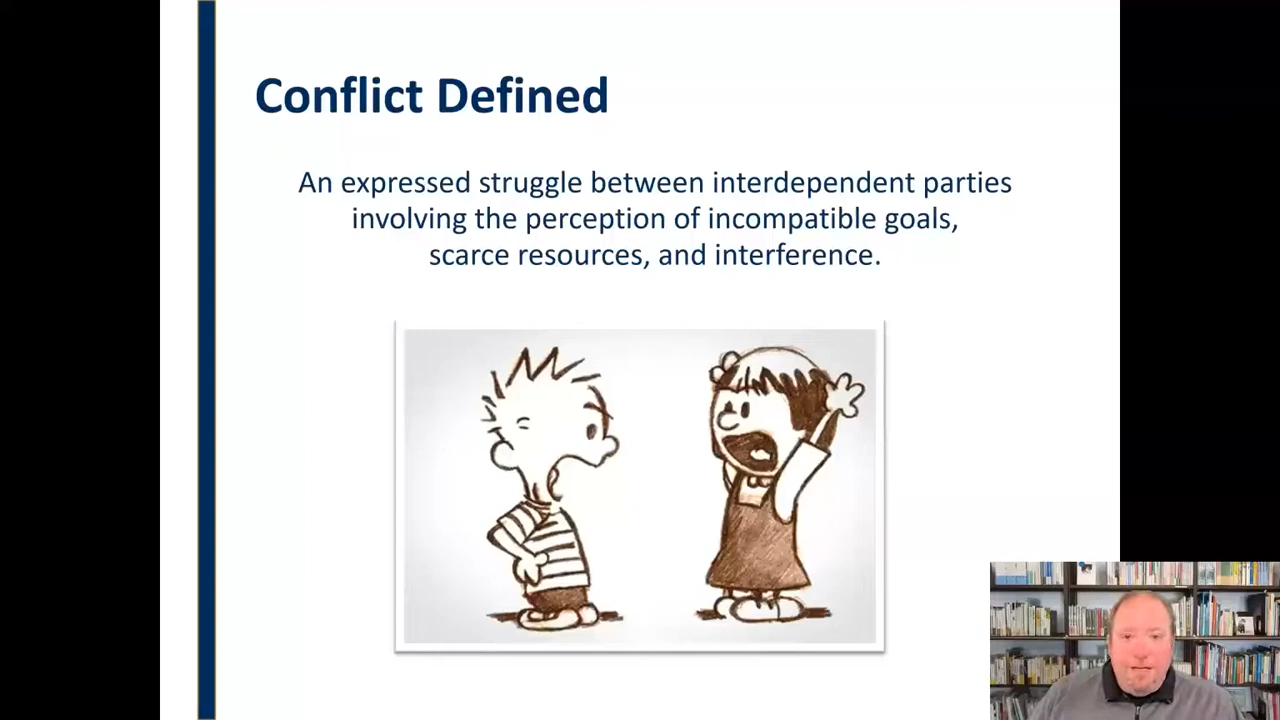 Conflict Defined
An expressed struggle between interdependent parties
involving the perception of incompatible goals,
scarce resources, and interference.